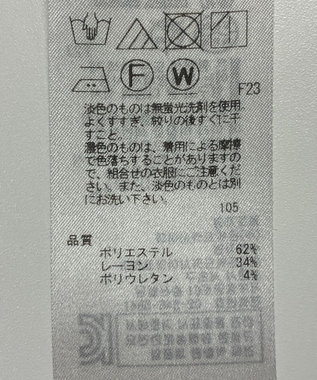 F W
F23
淡色のものは無蛍光洗剤を使用
よくすすぎ、絞りの後すぐに干
すこと。
濃色のものは、着用による摩擦
で色落ちすることがありますの
で、組合せの衣服にご注意くだ
さい。また、淡色のものとは別
にお洗い下さい。
105
品質
ポリエステル 62%
レーヨン 34%
ポリウレタン 4%